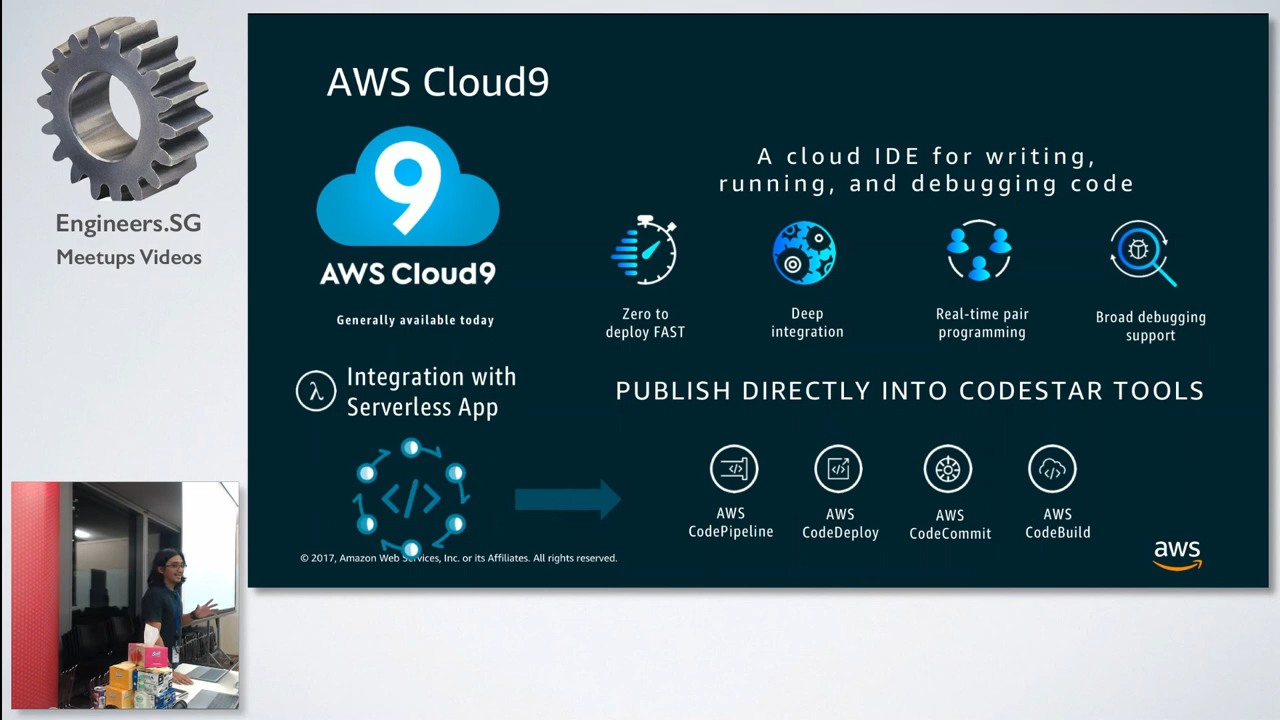 Engineers.SG
Meetups Videos
AWS Cloud9
9
AWS Cloud9
Generally available today
A cloud IDE for writing,
running, and debugging code
Zero to
deploy FAST
Deep
integration
Real-time pair
programming
Broad debugging
support
λ
Integration with
Serverless App
</>
PUBLISH DIRECTLY INTO CODESTAR TOOLS
AWS
CodePipeline
AWS
CodeDeploy
AWS
CodeCommit
AWS
CodeBuild
© 2017, Amazon Web Services, Inc. or its Affiliates. All rights reserved.
aws